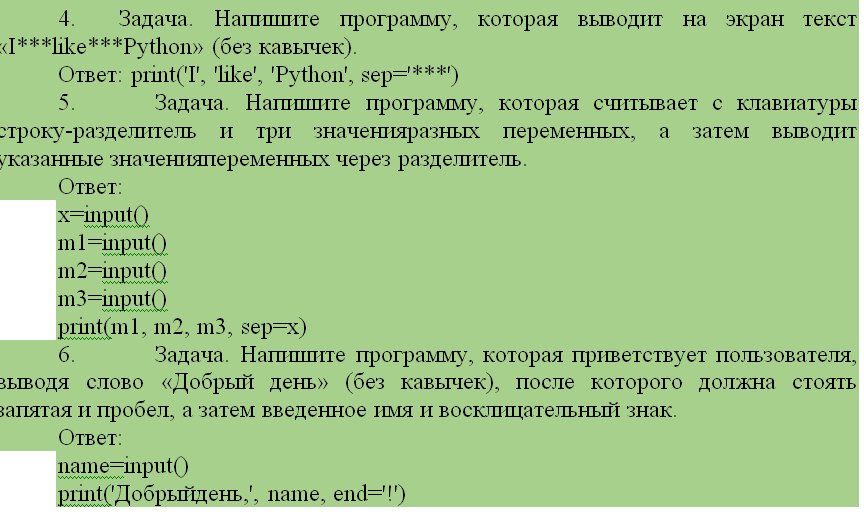 4. Задача. Напишите программу, которая выводит на экран текст
«I***like***Python» (без кавычек).
Ответ: print('I', 'like', 'Python', sep='***')
5. Задача. Напишите программу, которая считывает с клавиатуры
строку-разделитель и три значенияразных переменных, а затем выводит
указанные значенияпеременных через разделитель.
Ответ:
x=input()
m1=input()
m2=input()
m3=input()
print(m1, m2, m3, sep=x)
6. Задача. Напишите программу, которая приветствует пользователя,
выводя слово «Добрый день» (без кавычек), после которого должна стоять
запятая и пробел, а затем введенное имя и восклицательный знак.
Ответ:
name=input()
print('Добрыйдень,', name, end='!')